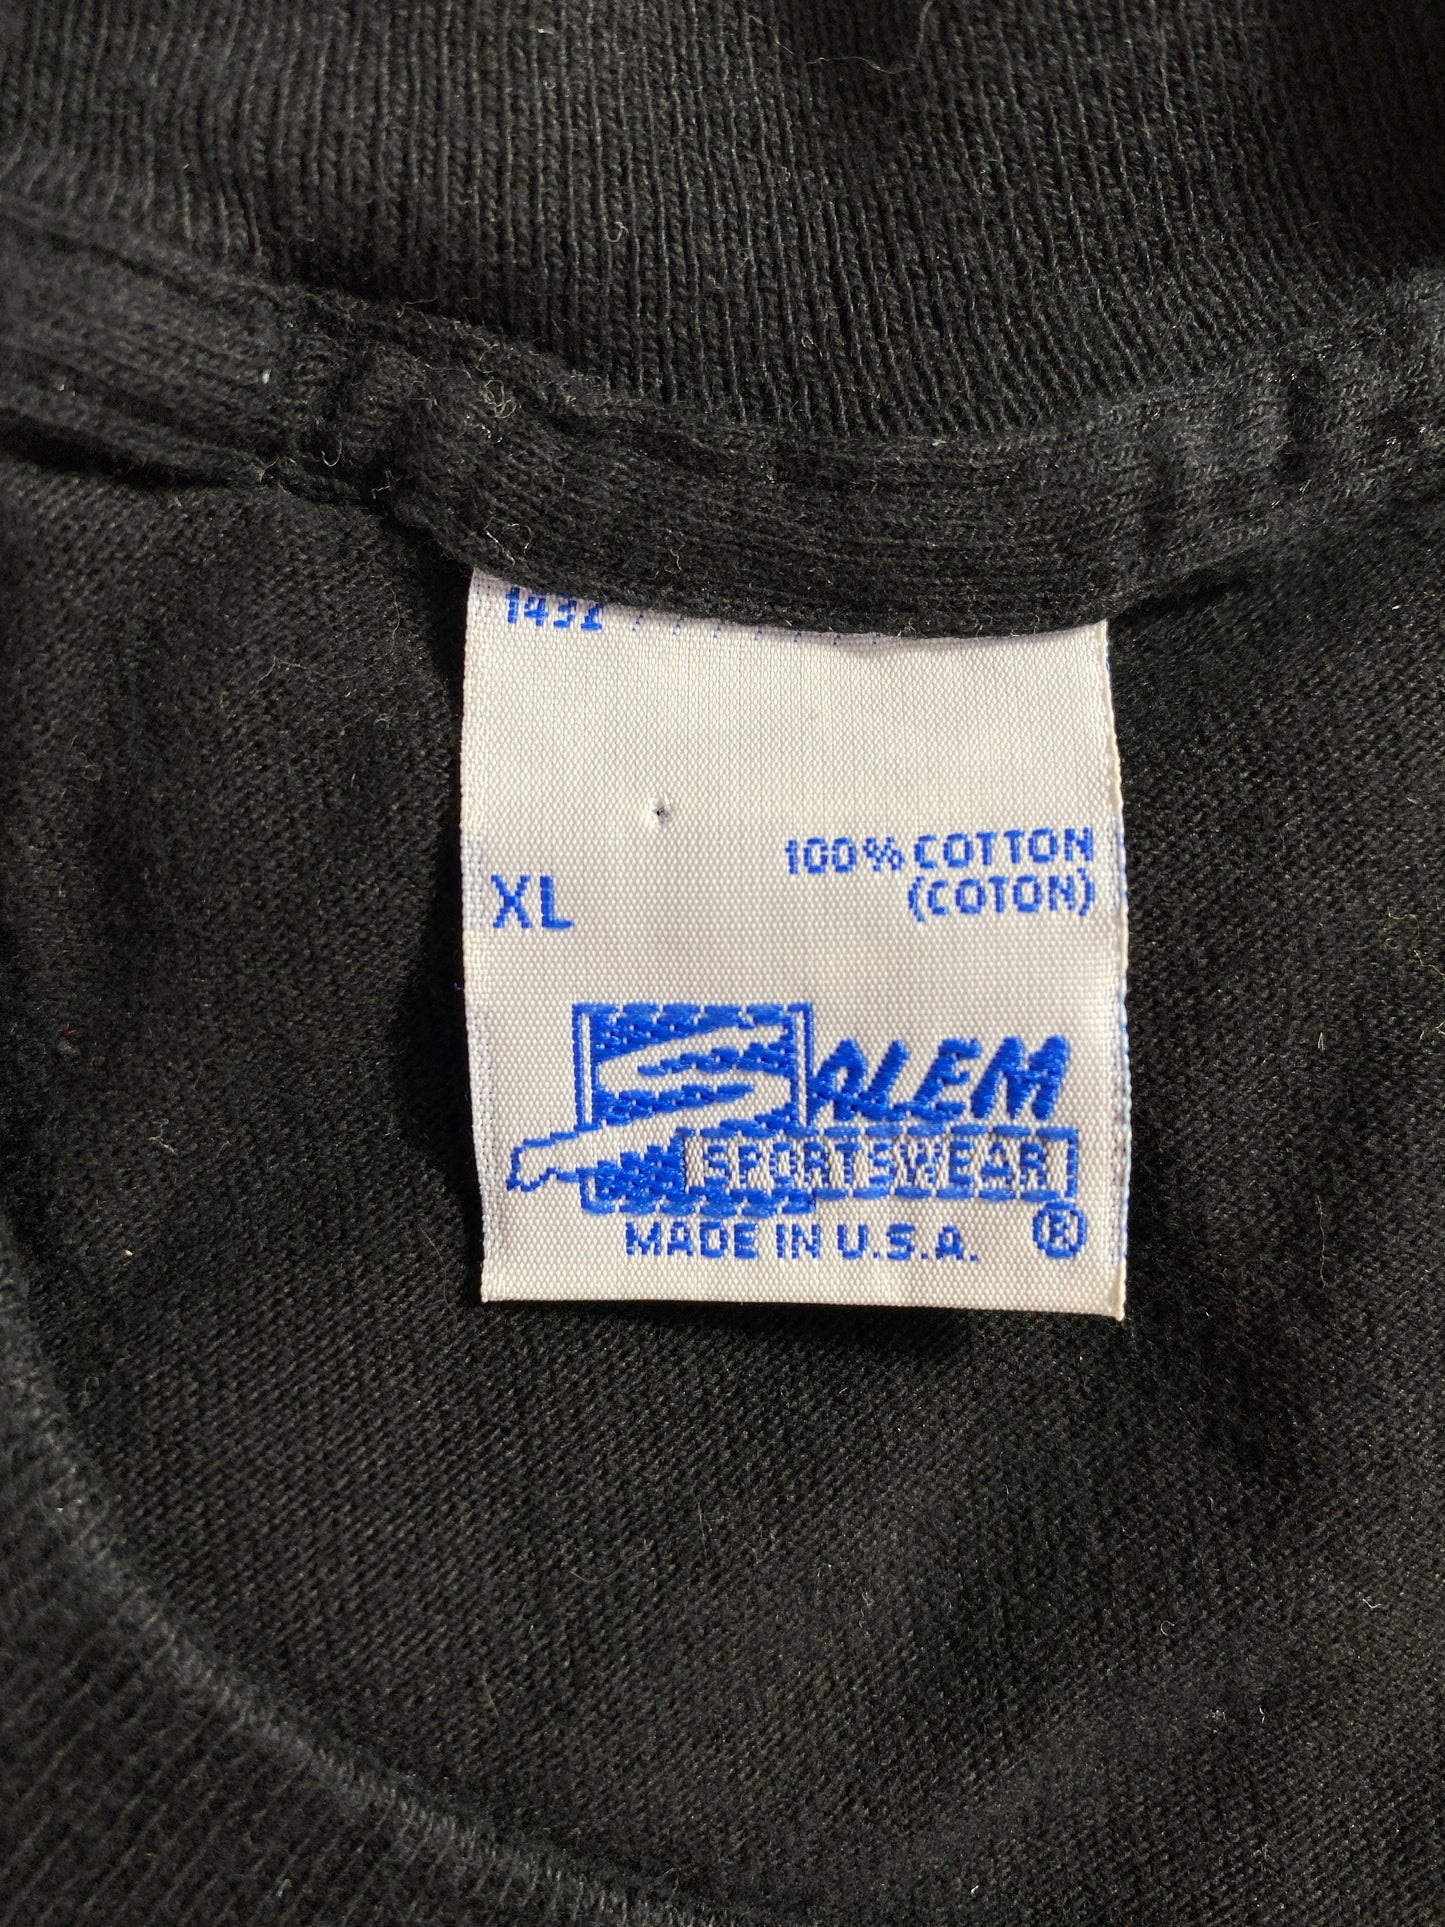 XL
100% COTTON
(COTON)
SALEM
SPORTSWEAR
MADE IN U.S.A. ®